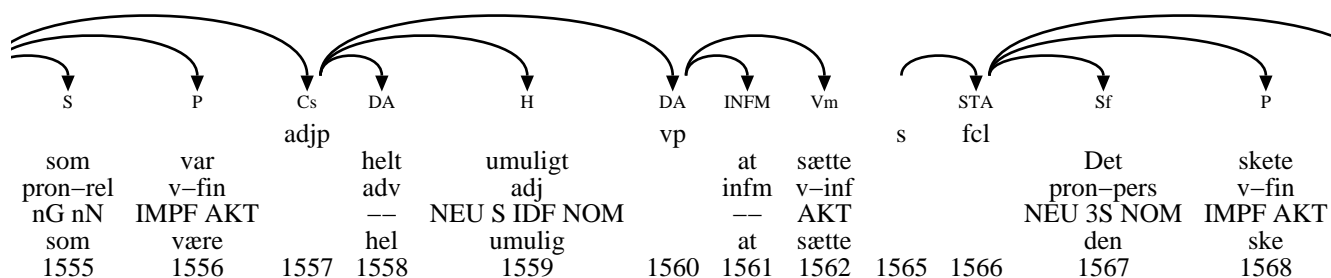 S P Cs DA H DA INFM Vm STA Sf P
adjp vp s fcl
som var helt umuligt at sætte Det skete
pron−rel v−fin adv adj infm v−inf pron−pers v−fin
nG nN IMPF AKT −− NEU S IDF NOM −− AKT NEU 3S NOM IMPF AKT
som være hel umulig at sætte den ske
1555 1556 1557 1558 1559 1560 1561 1562 1565 1566 1567 1568